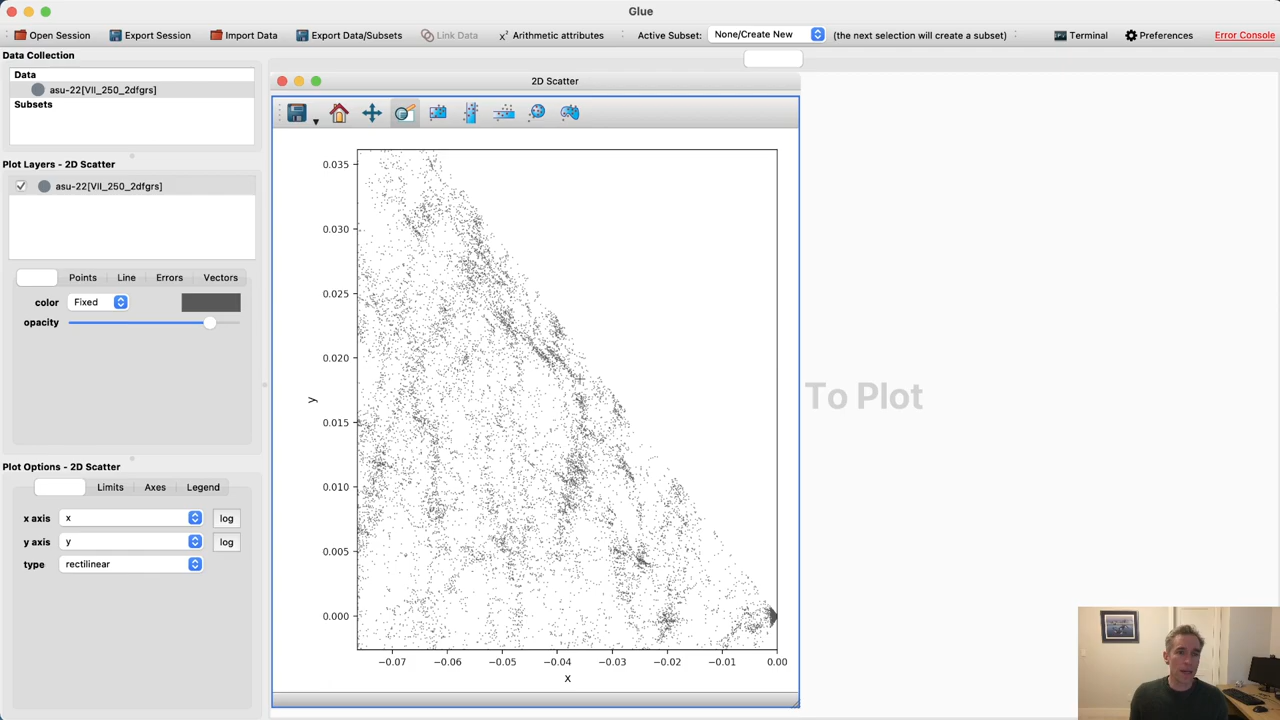 Glue
Open Session Export Session Import Data Export Data/Subsets Link Data x² Arithmetic attributes Active Subset: None/Create New (the next selection will create a subset) Terminal Preferences Error Console
Data Collection
Data
asu-22[VII_250_2dfgrs]
Subsets
Plot Layers - 2D Scatter
asu-22[VII_250_2dfgrs]
Points Line Errors Vectors
color Fixed
opacity
Plot Options - 2D Scatter
Limits Axes Legend
x axis x log
y axis y log
type rectilinear
2D Scatter
0.035
0.030
0.025
0.020
0.015
0.010
0.005
0.000
y
−0.07 −0.06 −0.05 −0.04 −0.03 −0.02 −0.01 0.00
x
To Plot